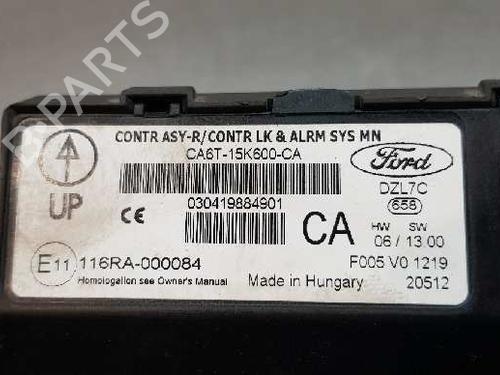 CONTR ASY-R/CONTR LK & ALRM SYS MN
CA6T-15K600-CA
Ford
UP
030419884901
DZL7C
658
CE
CA
HW SW
06 / 13 00
E11 116RA-000084
F005 V0 1219
Homologation see Owner's Manual
Made in Hungary
20512
B-PARTS